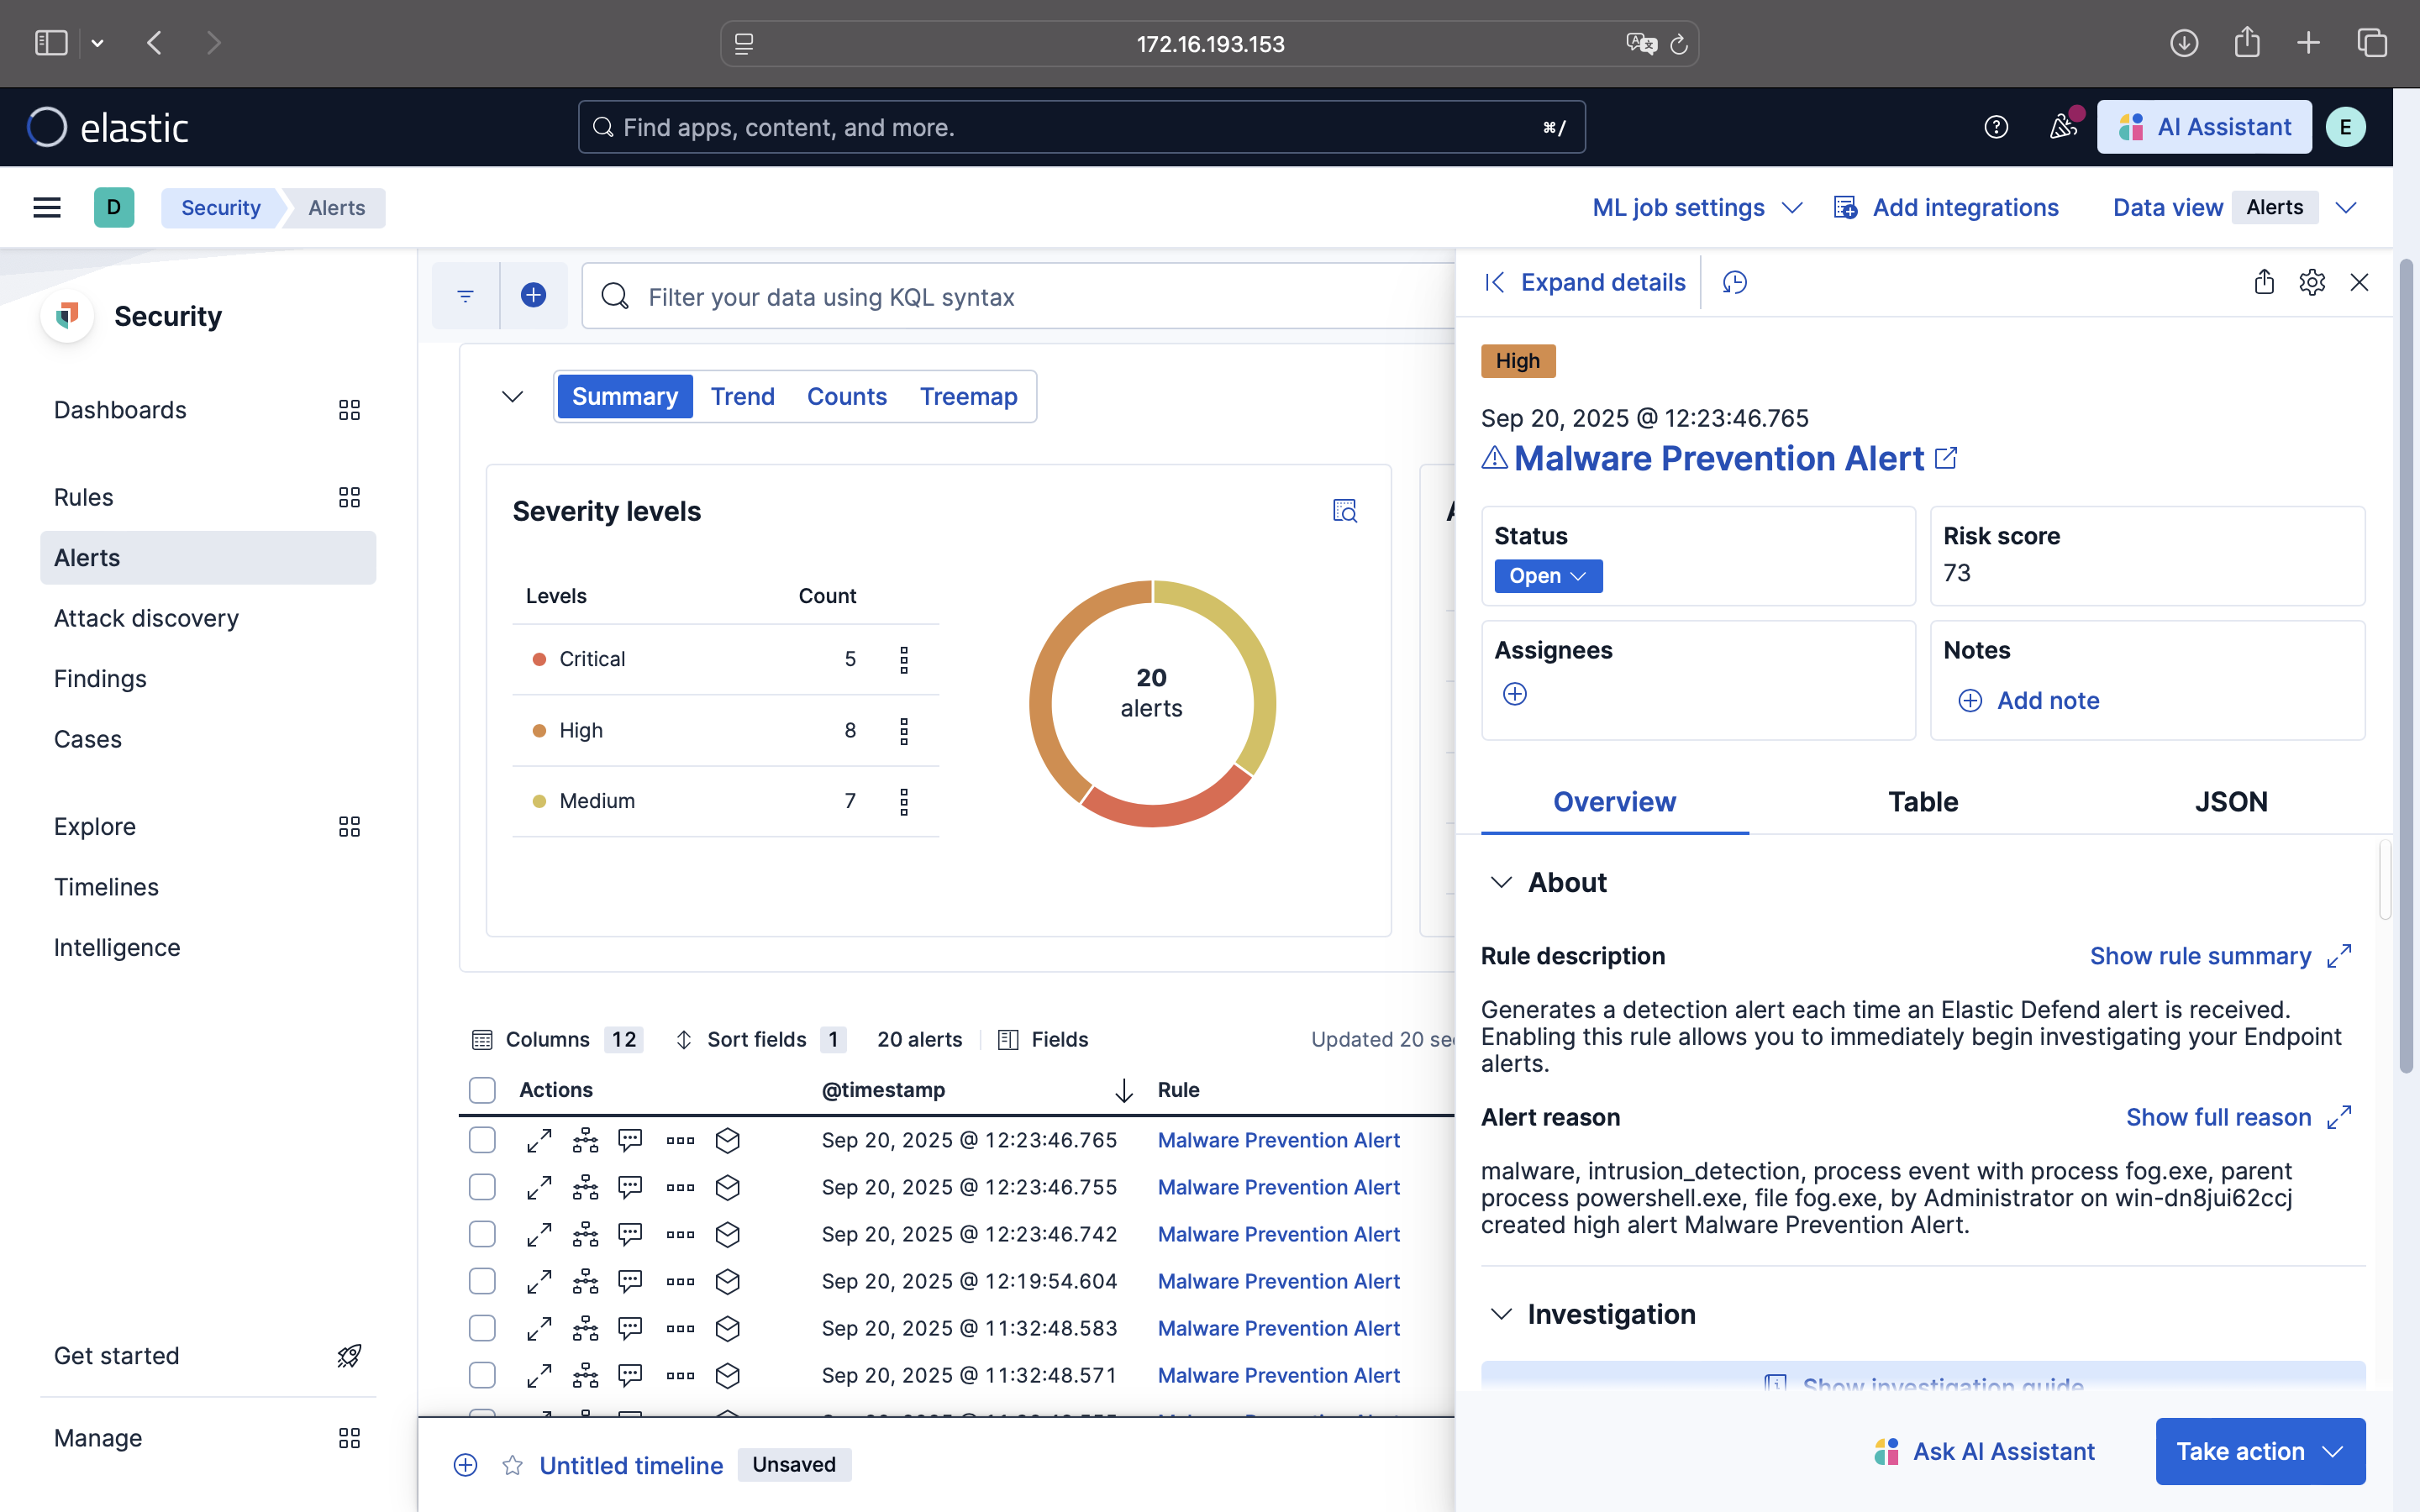 172.16.193.153
elastic
Find apps, content, and more.
⌘/
AI Assistant
E
D
Security
Alerts
ML job settings
Add integrations
Data view
Alerts
Security
Dashboards
Rules
Alerts
Attack discovery
Findings
Cases
Explore
Timelines
Intelligence
Get started
Manage
Filter your data using KQL syntax
Summary
Trend
Counts
Treemap
Severity levels
Levels Count
Critical 5
High 8
Medium 7
20
alerts
Columns 12
Sort fields 1
20 alerts
Fields
Updated 20
Actions @timestamp Rule
Sep 20, 2025 @ 12:23:46.765 Malware Prevention Alert
Sep 20, 2025 @ 12:23:46.755 Malware Prevention Alert
Sep 20, 2025 @ 12:23:46.742 Malware Prevention Alert
Sep 20, 2025 @ 12:19:54.604 Malware Prevention Alert
Sep 20, 2025 @ 11:32:48.583 Malware Prevention Alert
Sep 20, 2025 @ 11:32:48.571 Malware Prevention Alert
Untitled timeline
Unsaved
Expand details
High
Sep 20, 2025 @ 12:23:46.765
Malware Prevention Alert
Status
Open
Risk score
73
Assignees
Notes
Add note
Overview
Table
JSON
About
Rule description
Show rule summary
Generates a detection alert each time an Elastic Defend alert is received.
Enabling this rule allows you to immediately begin investigating your Endpoint
alerts.
Alert reason
Show full reason
malware, intrusion_detection, process event with process fog.exe, parent
process powershell.exe, file fog.exe, by Administrator on win-dn8jui62ccj
created high alert Malware Prevention Alert.
Investigation
Show investigation guide
Ask AI Assistant
Take action